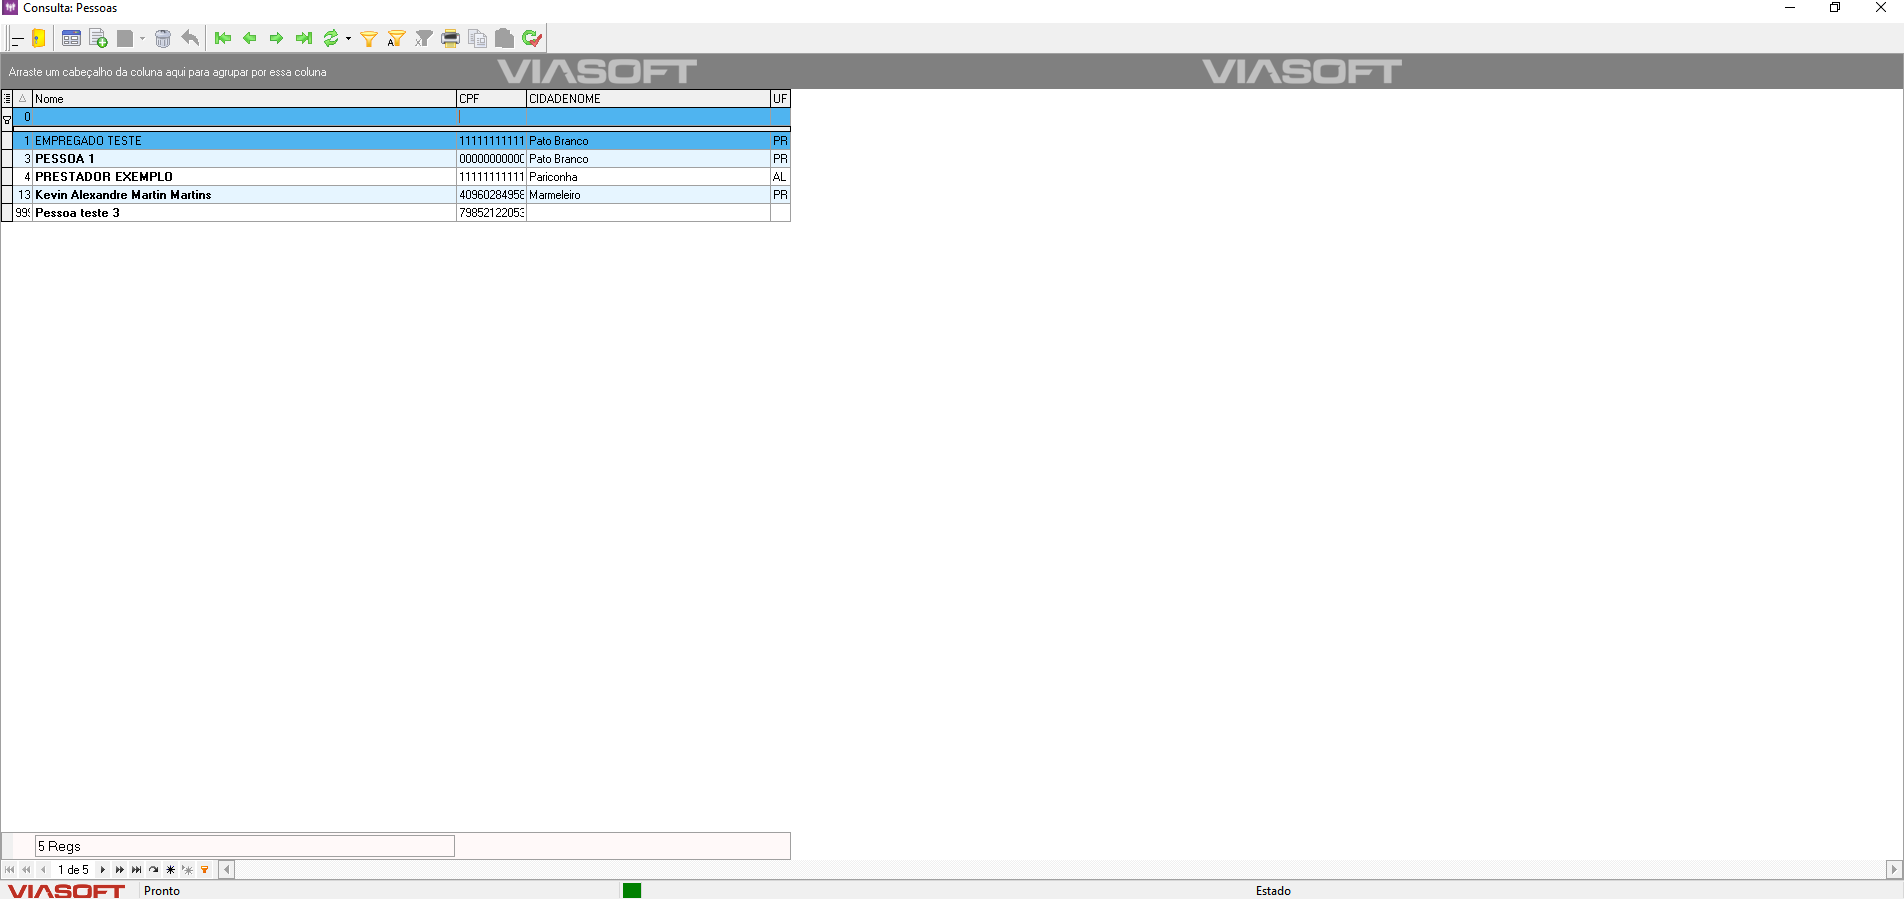 Consulta: Pessoas
Arraste um cabeçalho da coluna aqui para agrupar por essa coluna
VIASOFT VIASOFT
Nome CPF CIDADENOME UF
0
1 EMPREGADO TESTE 11111111111 Pato Branco PR
3 PESSOA 1 0000000000 Pato Branco PR
4 PRESTADOR EXEMPLO 11111111111 Pariconha AL
13 Kevin Alexandre Martin Martins 40960284958 Marmeleiro PR
99 Pessoa teste 3 79852122053
5 Regs
1 de 5
VIASOFT Pronto Estado